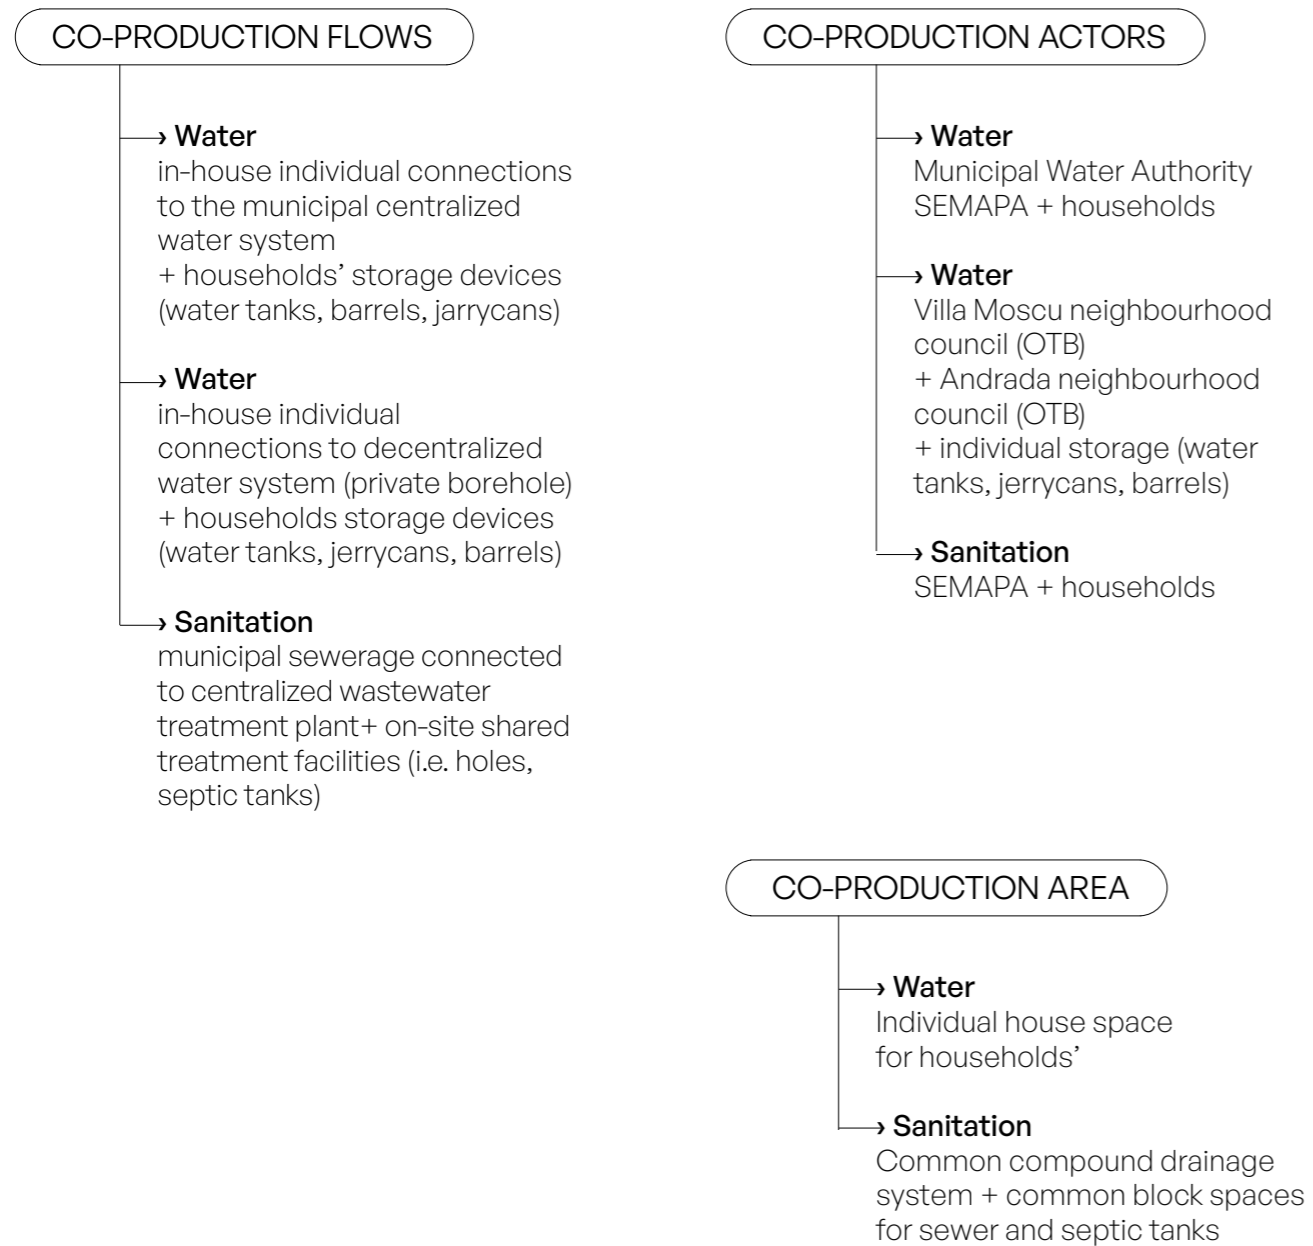 CO-PRODUCTION FLOWS
› Water
in-house individual connections
to the municipal centralized
water system
+ households’ storage devices
(water tanks, barrels, jarrycans)
› Water
in-house individual
connections to decentralized
water system (private borehole)
+ households storage devices
(water tanks, jerrycans, barrels)
› Sanitation
municipal sewerage connected
to centralized wastewater
treatment plant+ on-site shared
treatment facilities (i.e. holes,
septic tanks)
CO-PRODUCTION ACTORS
› Water
Municipal Water Authority
SEMAPA + households
› Water
Villa Moscu neighbourhood
council (OTB)
+ Andrada neighbourhood
council (OTB)
+ individual storage (water
tanks, jerrycans, barrels)
› Sanitation
SEMAPA + households
CO-PRODUCTION AREA
› Water
Individual house space
for households’
› Sanitation
Common compound drainage
system + common block spaces
for sewer and septic tanks